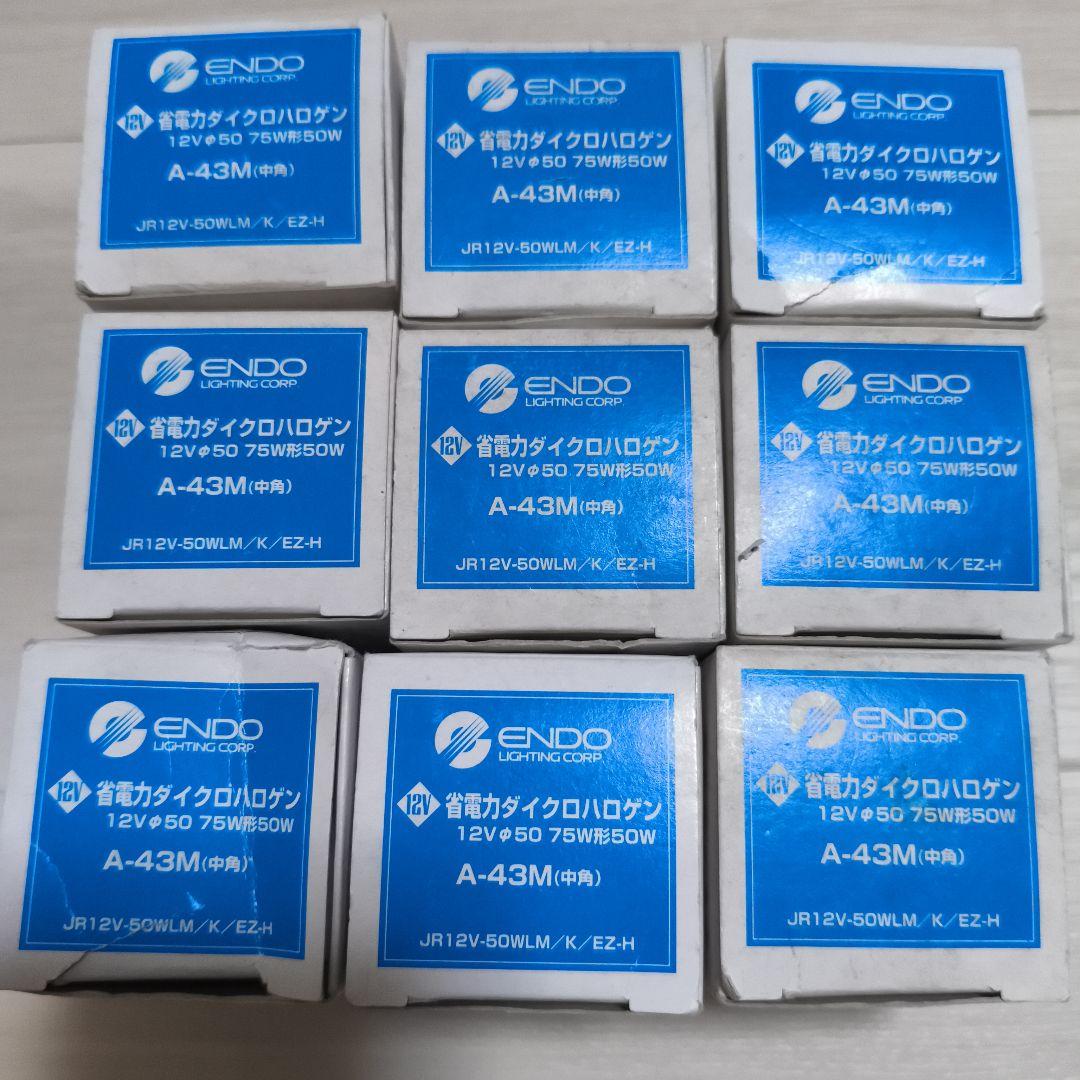 ENDO
LIGHTING CORP.
12V 省電力ダイクロハロゲン
12Vφ50 75W形50W
A-43M(中角)
JR12V-50WLM/K/EZ-H
ENDO
LIGHTING CORP.
12V 省電力ダイクロハロゲン
12Vφ50 75W形50W
A-43M(中角)
JR12V-50WLM/K/EZ-H
ENDO
LIGHTING CORP.
12V 省電力ダイクロハロゲン
12Vφ50 75W形50W
A-43M(中角)
JR12V-50WLM/K/EZ-H
ENDO
LIGHTING CORP.
12V 省電力ダイクロハロゲン
12Vφ50 75W形50W
A-43M(中角)
JR12V-50WLM/K/EZ-H
ENDO
LIGHTING CORP.
12V 省電力ダイクロハロゲン
12Vφ50 75W形50W
A-43M(中角)
JR12V-50WLM/K/EZ-H
ENDO
LIGHTING CORP.
12V 省電力ダイクロハロゲン
12Vφ50 75W形50W
A-43M(中角)
JR12V-50WLM/K/EZ-H
ENDO
LIGHTING CORP.
12V 省電力ダイクロハロゲン
12Vφ50 75W形50W
A-43M(中角)
JR12V-50WLM/K/EZ-H
ENDO
LIGHTING CORP.
12V 省電力ダイクロハロゲン
12Vφ50 75W形50W
A-43M(中角)
JR12V-50WLM/K/EZ-H
ENDO
LIGHTING CORP.
12V 省電力ダイクロハロゲン
12Vφ50 75W形50W
A-43M(中角)
JR12V-50WLM/K/EZ-H